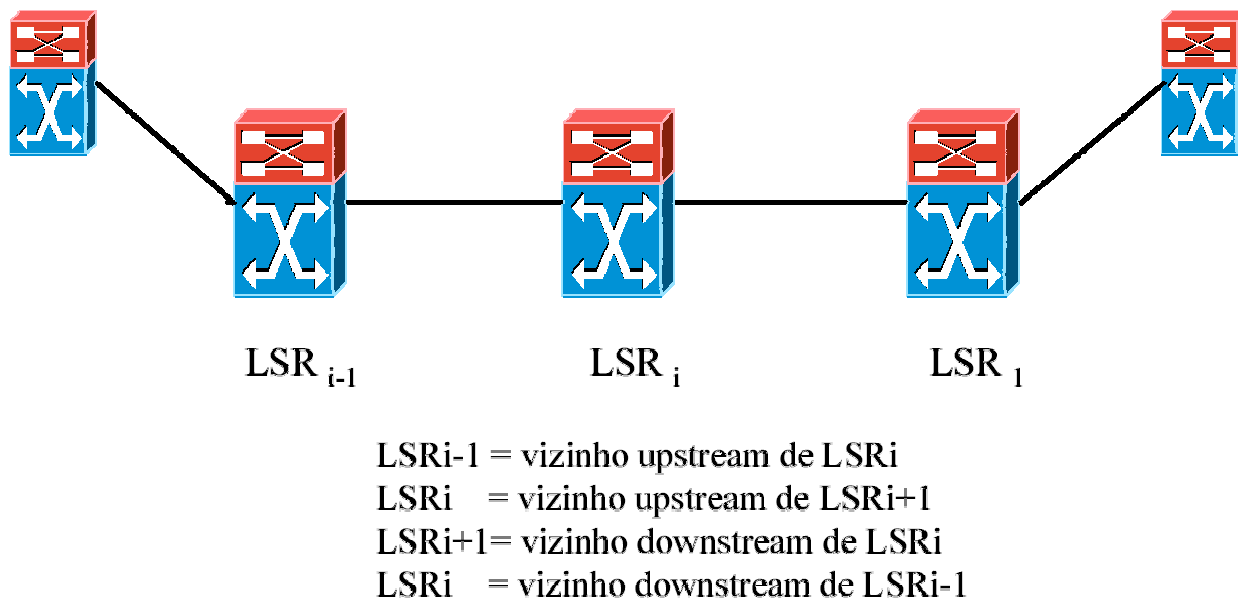 LSR i-1 LSR i LSR 1
LSRi-1 = vizinho upstream de LSRi
LSRi = vizinho upstream de LSRi+1
LSRi+1= vizinho downstream de LSRi
LSRi = vizinho downstream de LSRi-1